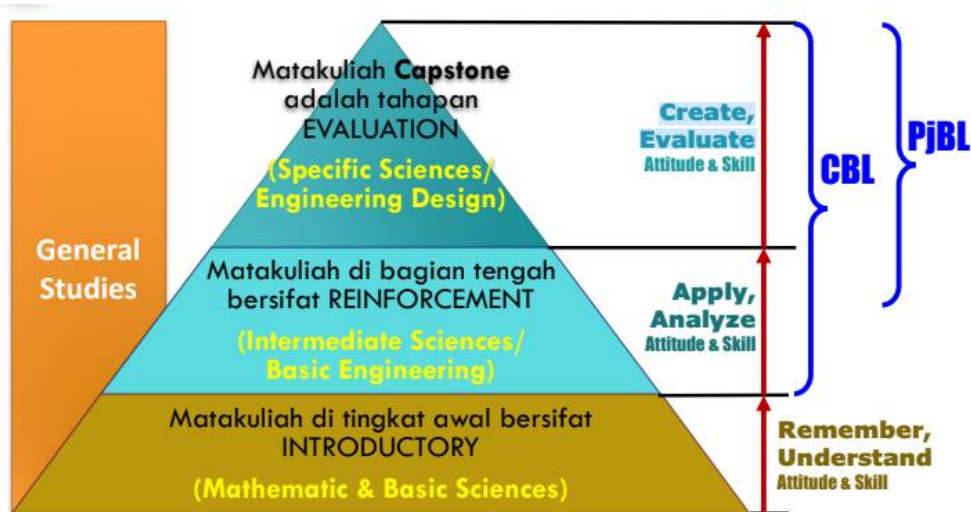 General
Studies
Matakuliah Capstone
adalah tahapan
EVALUATION
(Specific Sciences/
Engineering Design)
Matakuliah di bagian tengah
bersifat REINFORCEMENT
(Intermediate Sciences/
Basic Engineering)
Matakuliah di tingkat awal bersifat
INTRODUCTORY
(Mathematic & Basic Sciences)
Create,
Evaluate
Attitude & Skill
Apply,
Analyze
Attitude & Skill
Remember,
Understand
Attitude & Skill
CBL
PjBL